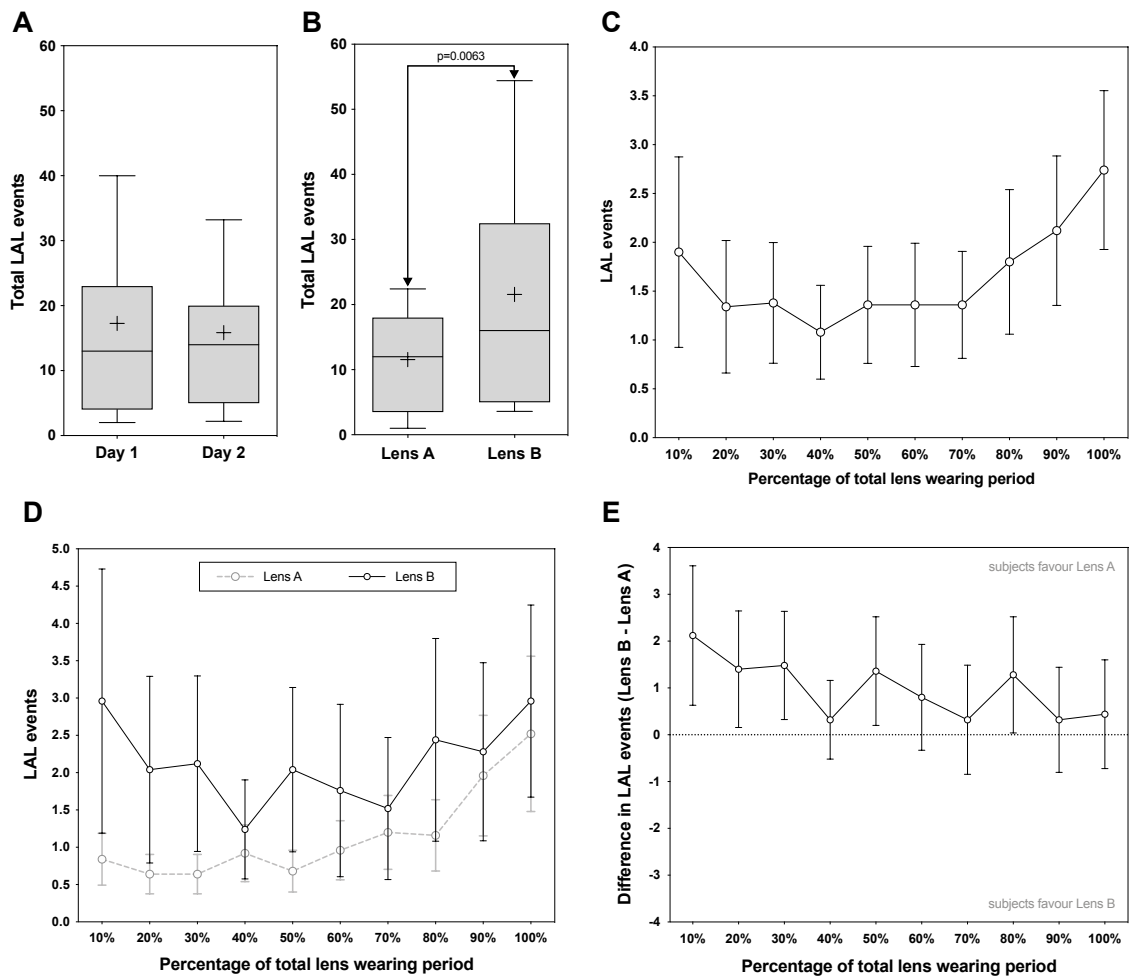 A
60
50
40
30
20
10
0
Total LAL events
Day 1 Day 2
B
60
50
40
30
20
10
0
Total LAL events
p=0.0063
Lens A Lens B
C
4.0
3.5
3.0
2.5
2.0
1.5
1.0
0.5
0.0
LAL events
10% 20% 30% 40% 50% 60% 70% 80% 90% 100%
Percentage of total lens wearing period
D
5.0
4.5
4.0
3.5
3.0
2.5
2.0
1.5
1.0
0.5
0.0
LAL events
Lens A Lens B
10% 20% 30% 40% 50% 60% 70% 80% 90% 100%
Percentage of total lens wearing period
E
4
3
2
1
0
-1
-2
-3
-4
Difference in LAL events (Lens B - Lens A)
subjects favour Lens A
subjects favour Lens B
10% 20% 30% 40% 50% 60% 70% 80% 90% 100%
Percentage of total lens wearing period